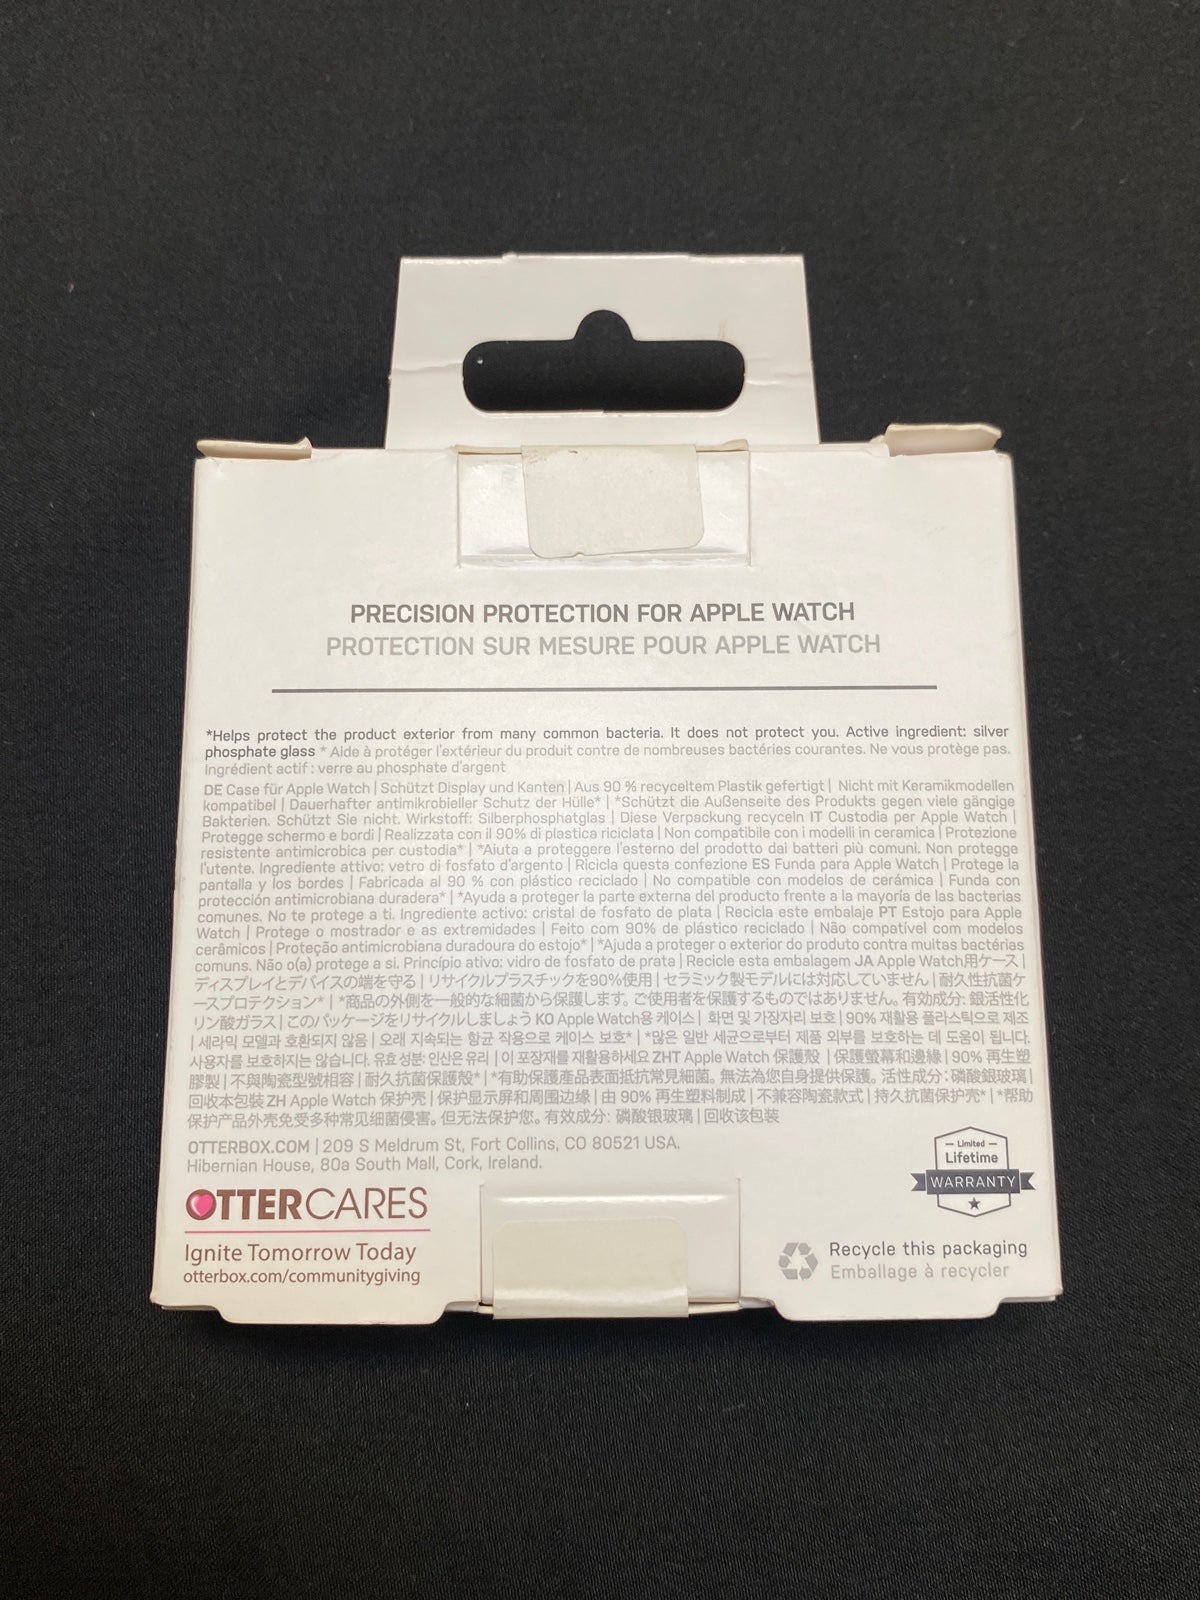 PRECISION PROTECTION FOR APPLE WATCH
PROTECTION SUR MESURE POUR APPLE WATCH
*Helps protect the product exterior from many common bacteria. It does not protect you. Active ingredient: silver
phosphate glass * Aide à protéger l'extérieur du produit contre de nombreuses bactéries courantes. Ne vous protège pas.
Ingrédient actif : verre au phosphate d'argent
DE Case für Apple Watch | Schützt Display und Kanten | Aus 90 % recyceltem Plastik gefertigt | Nicht mit Keramikmodellen
kompatibel | Dauerhafter antimikrobieller Schutz der Hülle* | *Schützt die Außenseite des Produkts gegen viele gängige
Bakterien. Schützt Sie nicht. Wirkstoff: Silberphosphatglas | Diese Verpackung recyceln IT Custodia per Apple Watch |
Protegge schermo e bordi | Realizzata con il 90% di plastica riciclata | Non compatibile con i modelli in ceramica | Protezione
resistente antimicrobica per custodia* | *Aiuta a proteggere l'esterno del prodotto dai batteri più comuni. Non protegge
l'utente. Ingrediente attivo: vetro di fosfato d'argento | Ricicla questa confezione ES Funda para Apple Watch | Protege la
pantalla y los bordes | Fabricada al 90 % con plástico reciclado | No compatible con modelos de cerámica | Funda con
protección antimicrobiana duradera* | *Ayuda a proteger la parte externa del producto frente a la mayoría de las bacterias
comunes. No te protege a ti. Ingrediente activo: cristal de fosfato de plata | Recicla este embalaje PT Estojo para Apple
Watch | Protege o mostrador e as extremidades | Feito com 90% de plástico reciclado | Não compatível com modelos
cerâmicos | Proteção antimicrobiana duradoura do estojo* | *Ajuda a proteger o exterior do produto contra muitas bactérias
comuns. Não o(a) protege a si. Princípio ativo: vidro de fosfato de prata | Recicle esta embalagem JA Apple Watch用ケース |
ディスプレイとデバイスの端を守る | リサイクルプラスチックを90%使用 | セラミック製モデルには対応していません | 耐久性抗菌ケ
ースプロテクション* | *商品の外側を一般的な細菌から保護します。ご使用者を保護するものではありません。有効成分: 銀活性化
リン酸ガラス | このパッケージをリサイクルしましょう KO Apple Watch용 케이스 | 화면 및 가장자리 보호 | 90% 재활용 플라스틱으로 제조
| 세라믹 모델과 호환되지 않음 | 오래 지속되는 항균 작용으로 케이스 보호* | *많은 일반 세균으로부터 제품 외부를 보호하는 데 도움이 됩니다.
사용자를 보호하지는 않습니다. 유효 성분: 인산은 유리 | 이 포장재를 재활용하세요 ZHT Apple Watch 保護殼 | 保護螢幕和邊緣 | 90% 再生塑
膠製 | 不與陶瓷型號相容 | 耐久抗菌保護殼* | *有助保護產品表面抵抗常見細菌。無法為您自身提供保護。活性成分：磷酸銀玻璃 |
回收本包裝 ZH Apple Watch 保护壳 | 保护显示屏和周围边缘 | 由 90% 再生塑料制成 | 不兼容陶瓷款式 | 持久抗菌保护壳* | *帮助
保护产品外壳免受多种常见细菌侵害。但无法保护您。有效成分: 磷酸银玻璃 | 回收该包装
OTTERBOX.COM | 209 S Meldrum St, Fort Collins, CO 80521 USA.
Hibernian House, 80a South Mall, Cork, Ireland.
OTTERCARES
Ignite Tomorrow Today
otterbox.com/communitygiving
Limited
Lifetime
WARRANTY
Recycle this packaging
Emballage à recycler